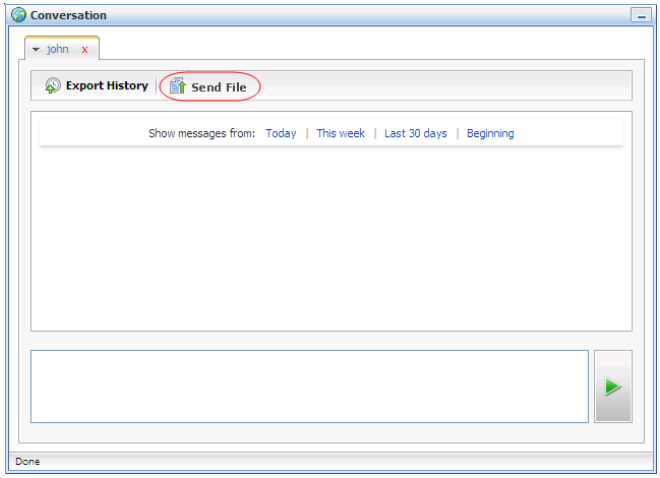 Conversation
john x
Export History Send File
Show messages from: Today | This week | Last 30 days | Beginning
Done